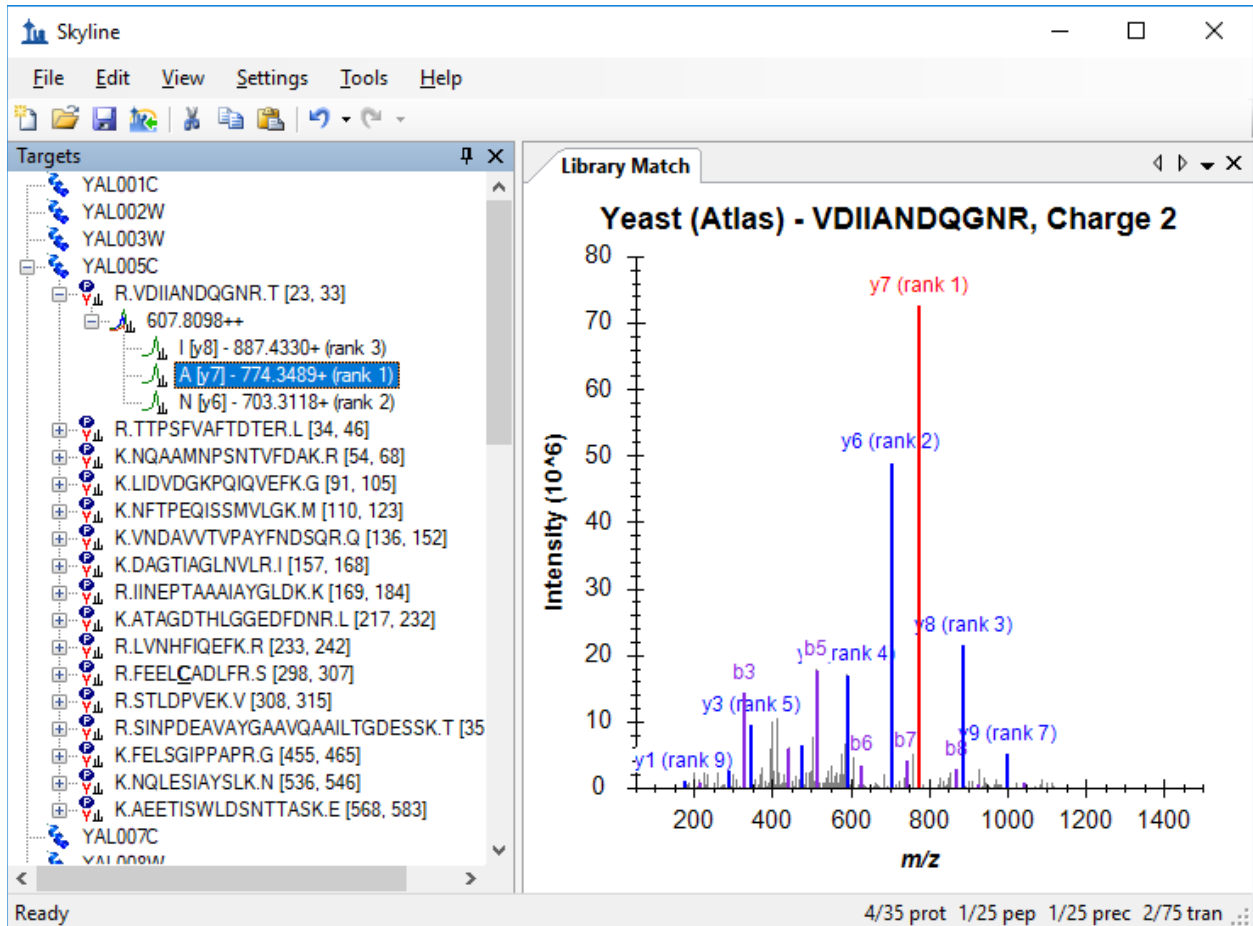 Skyline
File Edit View Settings Tools Help
Targets
YAL001C
YAL002W
YAL003W
YAL005C
R.VDIIANDQGNR.T [23, 33]
607.8098++
I [y8] - 887.4330+ (rank 3)
A [y7] - 774.3489+ (rank 1)
N [y6] - 703.3118+ (rank 2)
R.TTPSFVAFTDTER.L [34, 46]
K.NQAAMNPSNTVFDAK.R [54, 68]
K.LIDVDGKPQIQVEFK.G [91, 105]
K.NFTPEQISSMVLGK.M [110, 123]
K.VNDAVVTVPAYFNDSQR.Q [136, 152]
K.DAGTIAGLNVLR.I [157, 168]
R.IINEPTAAAIAYGLDK.K [169, 184]
K.ATAGDTHLGGEDFDNR.L [217, 232]
R.LVNHFIQEFK.R [233, 242]
R.FEELCADLFR.S [298, 307]
R.STLDPVEK.V [308, 315]
R.SINPDEAVAYGAAVQAAILTGDESSK.T [35
K.FELSGIPPAPR.G [455, 465]
K.NQLESIAYSLK.N [536, 546]
K.AEETISWLDSNTTASK.E [568, 583]
YAL007C
YAL008W
Library Match
Yeast (Atlas) - VDIIANDQGNR, Charge 2
Intensity (10^6)
80
70
60
50
40
30
20
10
0
y7 (rank 1)
y6 (rank 2)
y8 (rank 3)
b5
rank 4)
b3
y3 (rank 5)
y9 (rank 7)
b6
b7
b8
y1 (rank 9)
200 400 600 800 1000 1200 1400
m/z
Ready
4/35 prot 1/25 pep 1/25 prec 2/75 tran